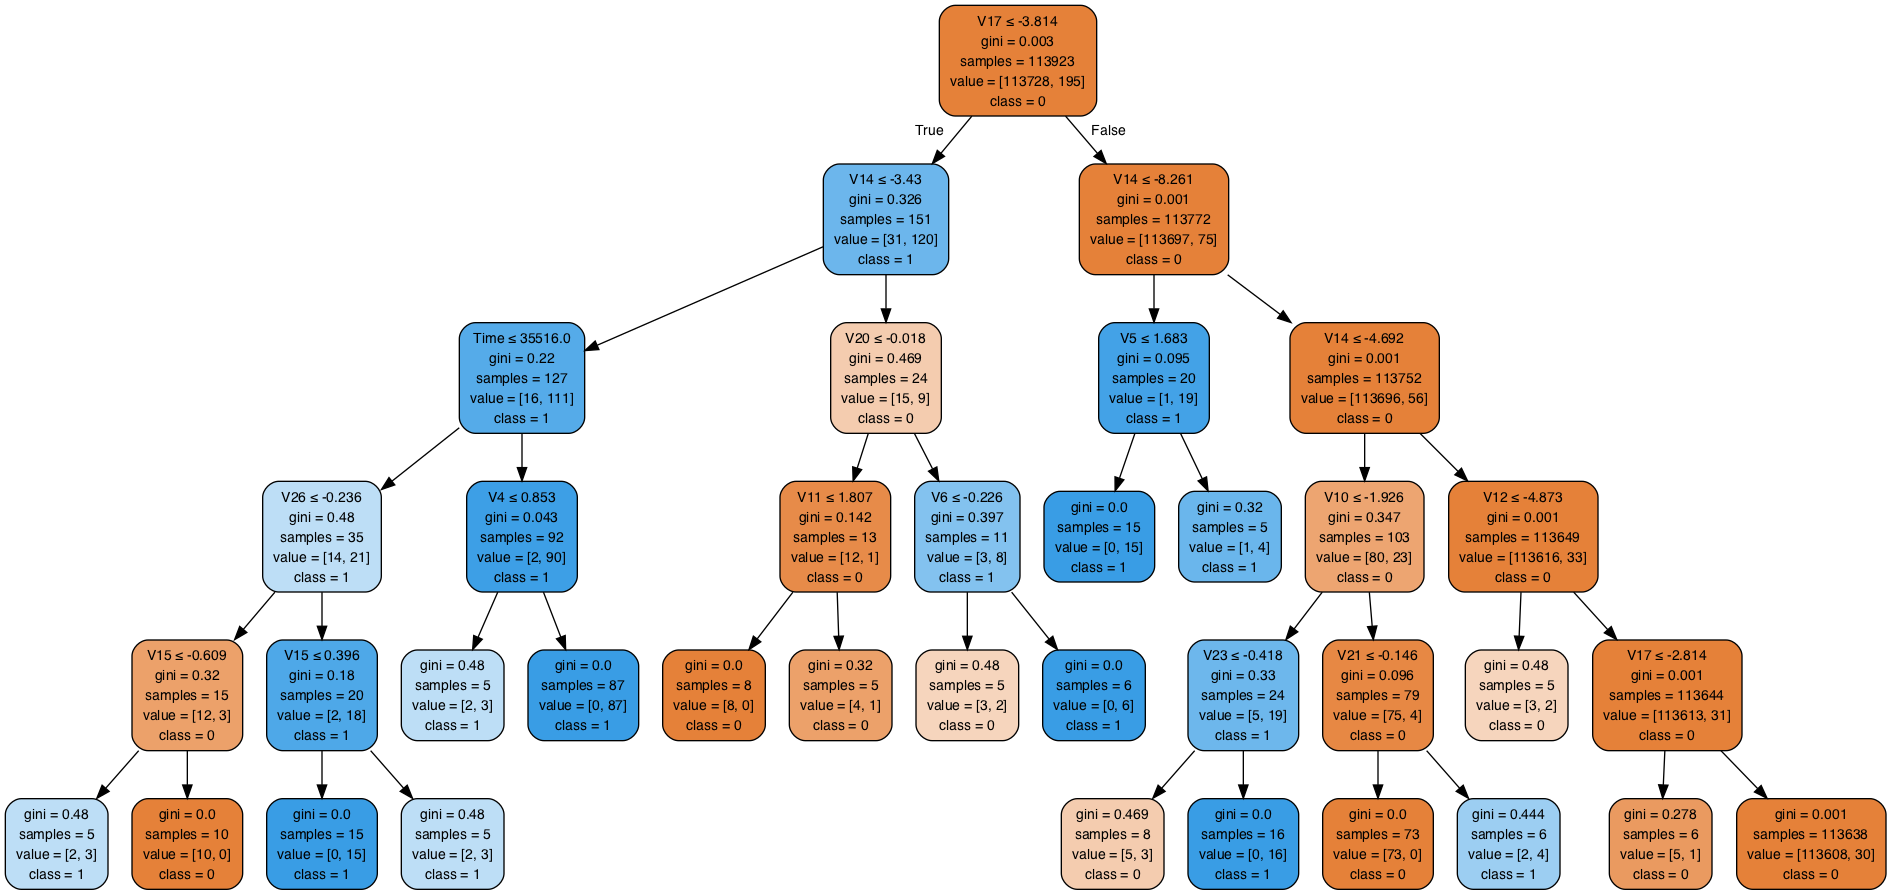 V17 ≤ -3.814
gini = 0.003
samples = 113923
value = [113728, 195]
class = 0
True
False
V14 ≤ -3.43
gini = 0.326
samples = 151
value = [31, 120]
class = 1
V14 ≤ -8.261
gini = 0.001
samples = 113772
value = [113697, 75]
class = 0
Time ≤ 35516.0
gini = 0.22
samples = 127
value = [16, 111]
class = 1
V20 ≤ -0.018
gini = 0.469
samples = 24
value = [15, 9]
class = 0
V5 ≤ 1.683
gini = 0.095
samples = 20
value = [1, 19]
class = 1
V14 ≤ -4.692
gini = 0.001
samples = 113752
value = [113696, 56]
class = 0
V26 ≤ -0.236
gini = 0.48
samples = 35
value = [14, 21]
class = 1
V4 ≤ 0.853
gini = 0.043
samples = 92
value = [2, 90]
class = 1
V11 ≤ 1.807
gini = 0.142
samples = 13
value = [12, 1]
class = 0
V6 ≤ -0.226
gini = 0.397
samples = 11
value = [3, 8]
class = 1
gini = 0.0
samples = 15
value = [0, 15]
class = 1
gini = 0.32
samples = 5
value = [1, 4]
class = 1
V10 ≤ -1.926
gini = 0.347
samples = 103
value = [80, 23]
class = 0
V12 ≤ -4.873
gini = 0.001
samples = 113649
value = [113616, 33]
class = 0
V15 ≤ -0.609
gini = 0.32
samples = 15
value = [12, 3]
class = 0
V15 ≤ 0.396
gini = 0.18
samples = 20
value = [2, 18]
class = 1
gini = 0.48
samples = 5
value = [2, 3]
class = 1
gini = 0.0
samples = 87
value = [0, 87]
class = 1
gini = 0.0
samples = 8
value = [8, 0]
class = 0
gini = 0.32
samples = 5
value = [4, 1]
class = 0
gini = 0.48
samples = 5
value = [3, 2]
class = 0
gini = 0.0
samples = 6
value = [0, 6]
class = 1
V23 ≤ -0.418
gini = 0.33
samples = 24
value = [5, 19]
class = 1
V21 ≤ -0.146
gini = 0.096
samples = 79
value = [75, 4]
class = 0
gini = 0.48
samples = 5
value = [3, 2]
class = 0
V17 ≤ -2.814
gini = 0.001
samples = 113644
value = [113613, 31]
class = 0
gini = 0.48
samples = 5
value = [2, 3]
class = 1
gini = 0.0
samples = 10
value = [10, 0]
class = 0
gini = 0.0
samples = 15
value = [0, 15]
class = 1
gini = 0.48
samples = 5
value = [2, 3]
class = 1
gini = 0.469
samples = 8
value = [5, 3]
class = 0
gini = 0.0
samples = 16
value = [0, 16]
class = 1
gini = 0.0
samples = 73
value = [73, 0]
class = 0
gini = 0.444
samples = 6
value = [2, 4]
class = 1
gini = 0.278
samples = 6
value = [5, 1]
class = 0
gini = 0.001
samples = 113638
value = [113608, 30]
class = 0